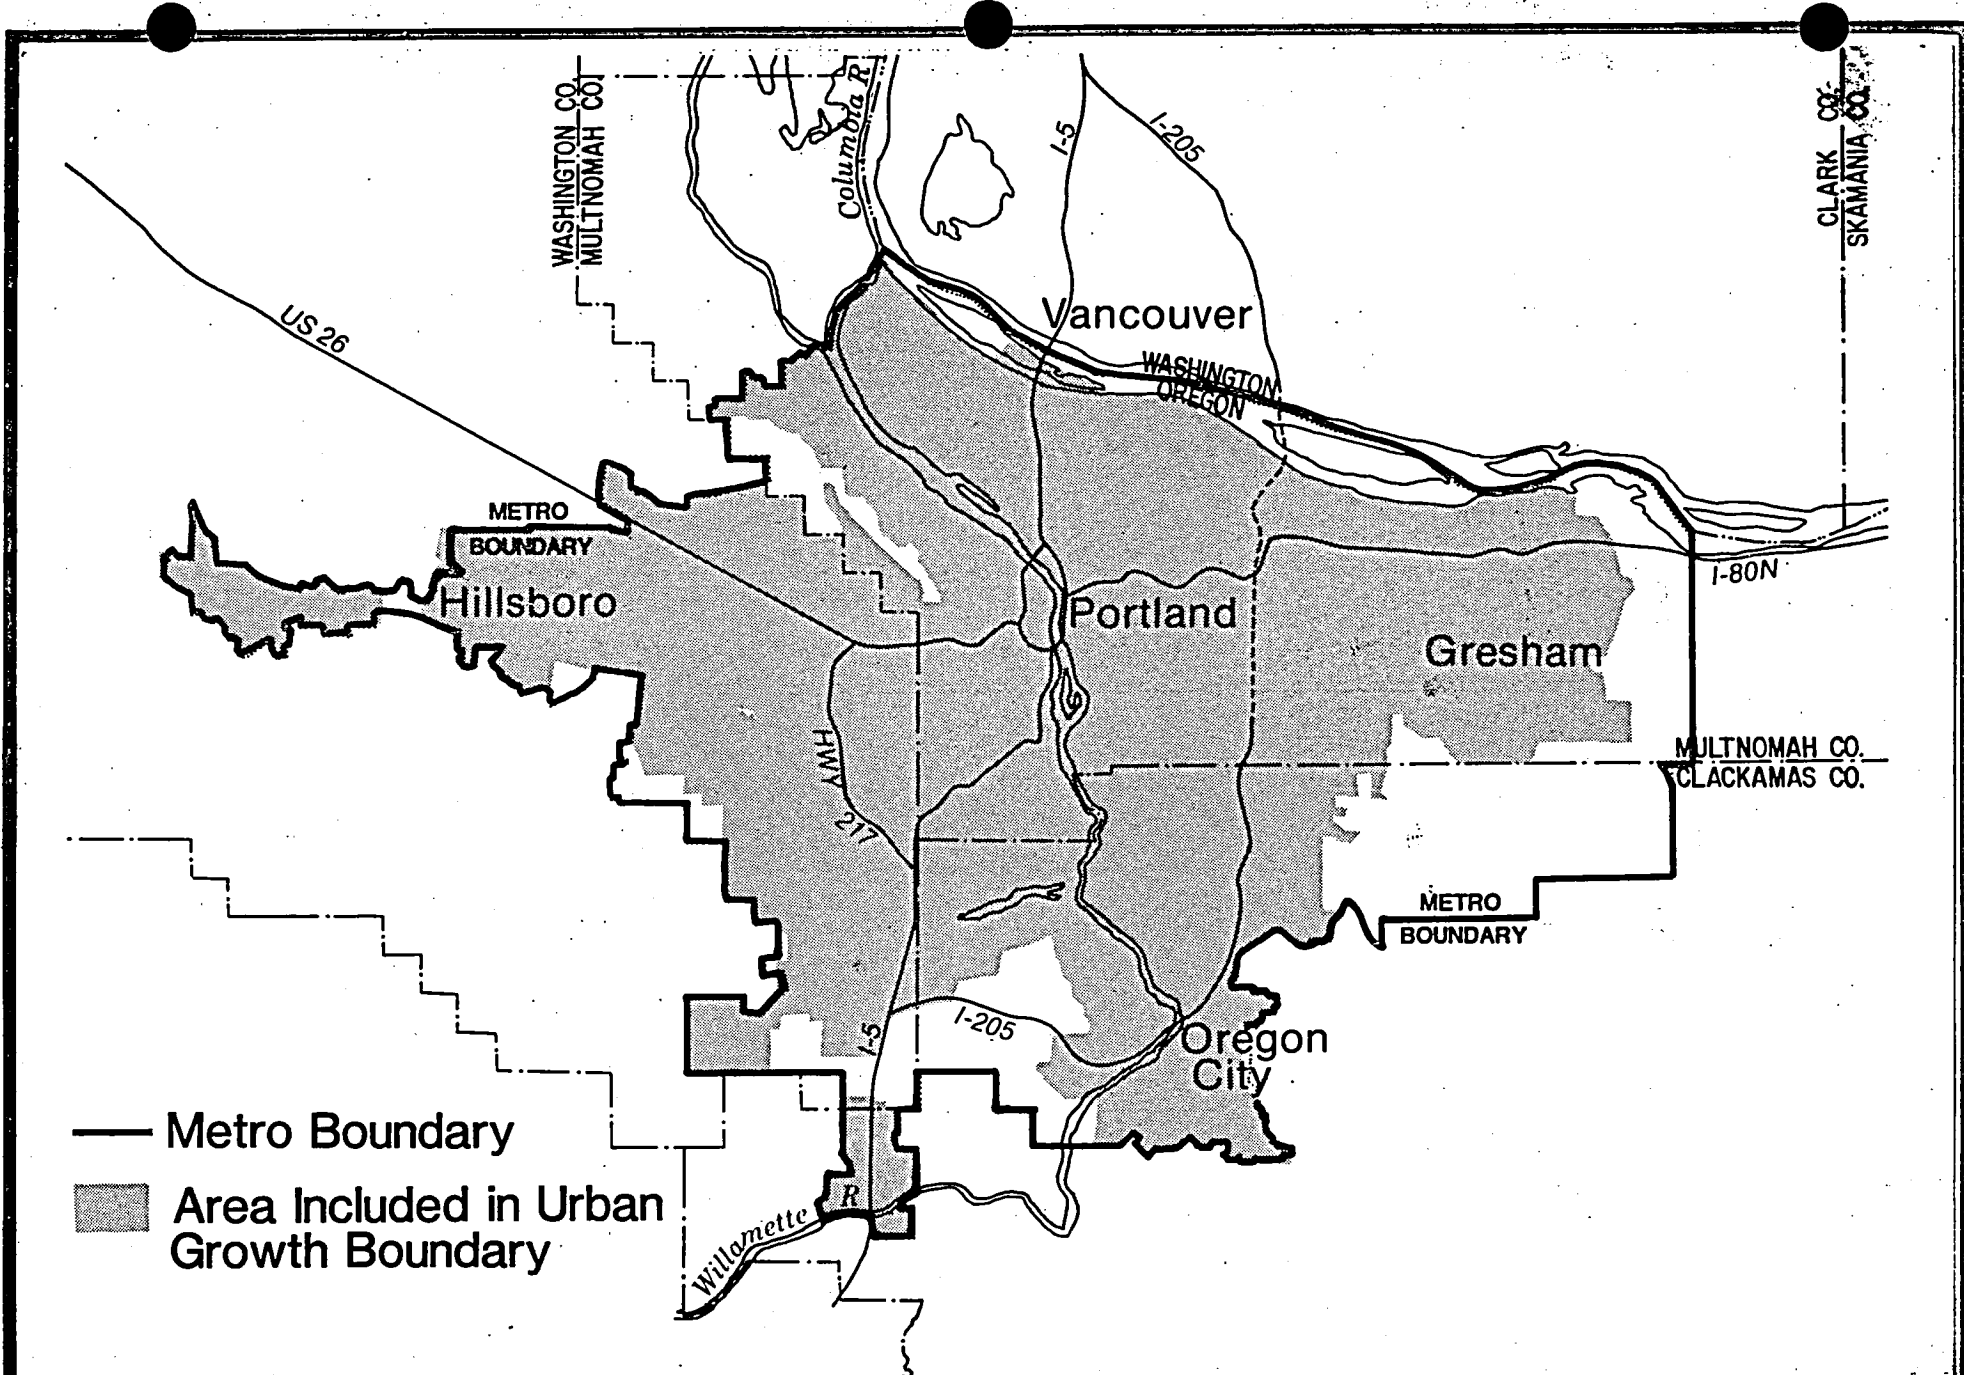 WASHINGTON CO.
MULTNOMAH CO.
Columbia R
I-5
I-205
CLARK CO.
SKAMANIA CO.
US 26
Vancouver
WASHINGTON
OREGON
METRO
BOUNDARY
I-80N
Hillsboro
Portland
Gresham
HWY
217
MULTNOMAH CO.
CLACKAMAS CO.
METRO
BOUNDARY
I-205
I-5
Oregon
City
Metro Boundary
Area Included in Urban
Growth Boundary
Willamette R